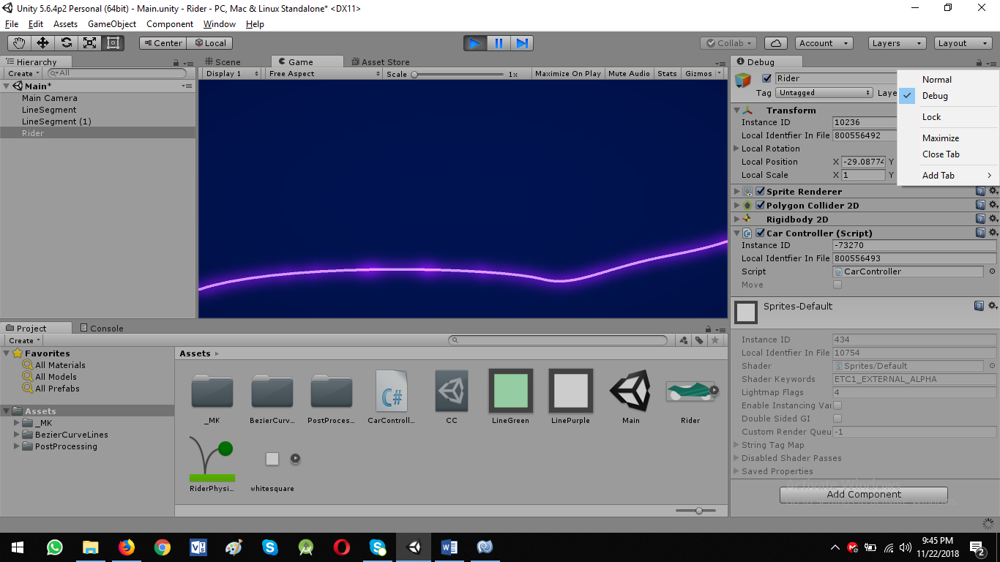 Unity 5.6.4p2 Personal (64bit) - Main.unity - Rider - PC, Mac & Linux Standalone* <DX11>
File Edit Assets GameObject Component Window Help
Center Local Collab Account Layers Layout
Hierarchy
Create All
Main*
Main Camera
LineSegment
LineSegment (1)
Rider
Scene Game Asset Store
Display 1 Free Aspect Scale 1x Maximize On Play Mute Audio Stats Gizmos
Debug
Rider
Tag Untagged Laye
Transform
Instance ID 10236
Local Identfier In File 800556492
Local Rotation
Local Position X -29.08774 Y
Local Scale X 1 Y
Normal
Debug
Lock
Maximize
Close Tab
Add Tab
Sprite Renderer
Polygon Collider 2D
Rigidbody 2D
Car Controller (Script)
Instance ID -73270
Local Identfier In File 800556493
Script CarController
Move
Sprites-Default
Instance ID 434
Local Identfier In File 10754
Shader Sprites/Default
Shader Keywords ETC1_EXTERNAL_ALPHA
Lightmap Flags 4
Enable Instancing Var
Double Sided GI
Custom Render Queu -1
String Tag Map
Disabled Shader Passes
Saved Properties
Activate Windows
Add Component
Project Console
Create
Favorites
All Materials
All Models
All Prefabs
Assets
_MK
BezierCurveLines
PostProcessing
Assets
_MK BezierCurv... PostProces... CarControll... CC LineGreen LinePurple Main Rider
C#
RiderPhysi... whitesquare
9:45 PM
11/22/2018
2